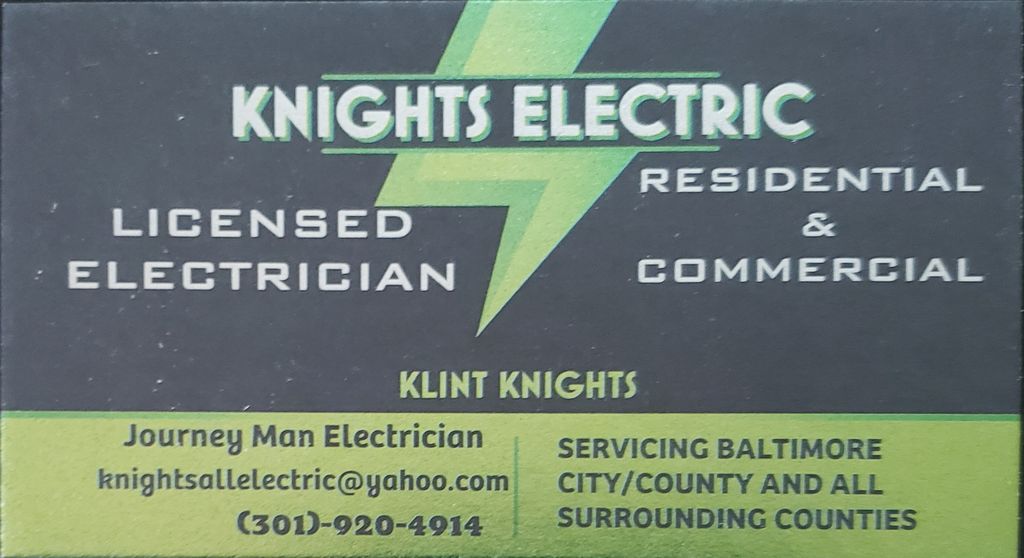 KNIGHTS ELECTRIC
LICENSED
ELECTRICIAN
RESIDENTIAL
&
COMMERCIAL
KLINT KNIGHTS
Journey Man Electrician
knightsallelectric@yahoo.com
(301)-920-4914
SERVICING BALTIMORE
CITY/COUNTY AND ALL
SURROUNDING COUNTIES